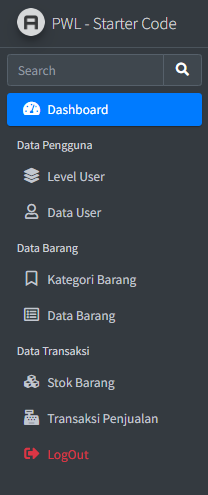 PWL - Starter Code
Search
Dashboard
Data Pengguna
Level User
Data User
Data Barang
Kategori Barang
Data Barang
Data Transaksi
Stok Barang
Transaksi Penjualan
LogOut